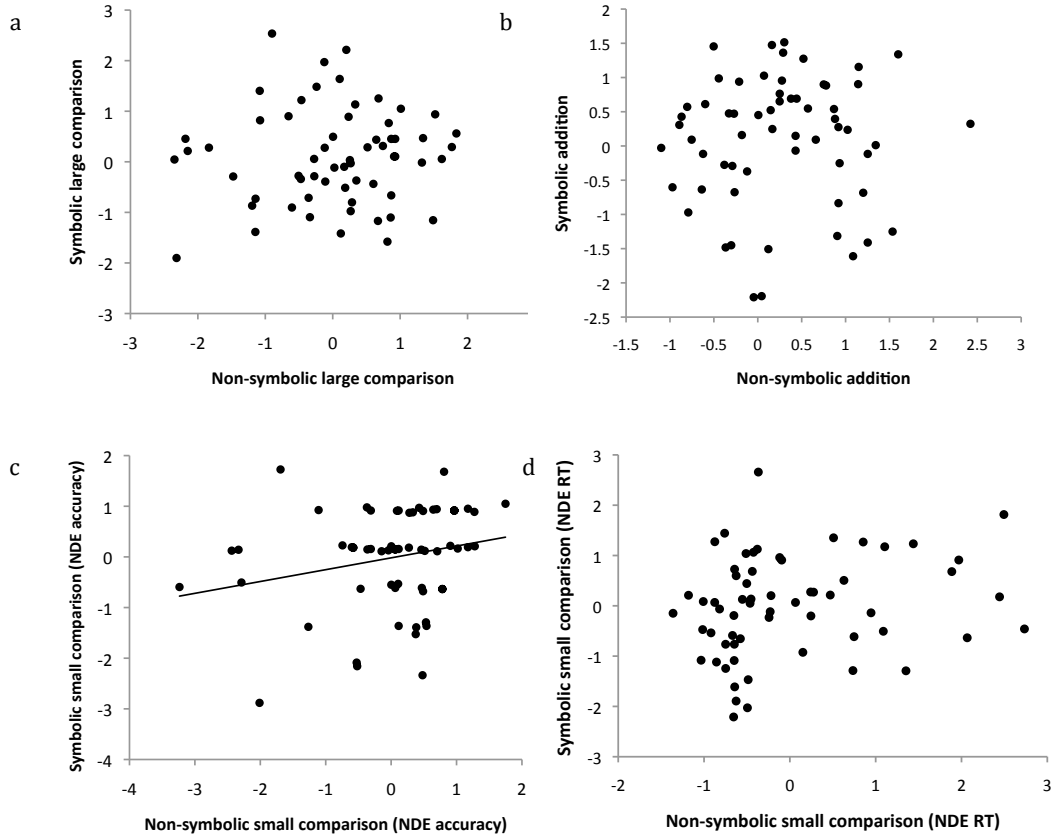 a
3
2
1
0
-1
-2
-3
-3 -2 -1 0 1 2
Symbolic large comparison
Non-symbolic large comparison
b
2
1.5
1
0.5
0
-0.5
-1
-1.5
-2
-2.5
-1.5 -1 -0.5 0 0.5 1 1.5 2 2.5 3
Symbolic addition
Non-symbolic addition
c
2
1
0
-1
-2
-3
-4
-4 -3 -2 -1 0 1 2
Symbolic small comparison (NDE accuracy)
Non-symbolic small comparison (NDE accuracy)
d
3
2
1
0
-1
-2
-3
-2 -1 0 1 2 3
Symbolic small comparison (NDE RT)
Non-symbolic small comparison (NDE RT)